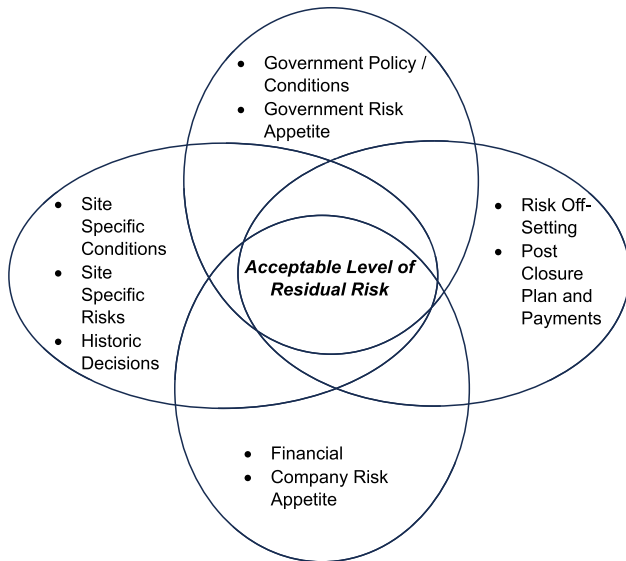 • Government Policy /
Conditions
• Government Risk
Appetite
• Site
Specific
Conditions
• Site
Specific
Risks
• Historic
Decisions
Acceptable Level of
Residual Risk
• Risk Off-
Setting
• Post
Closure
Plan and
Payments
• Financial
• Company Risk
Appetite